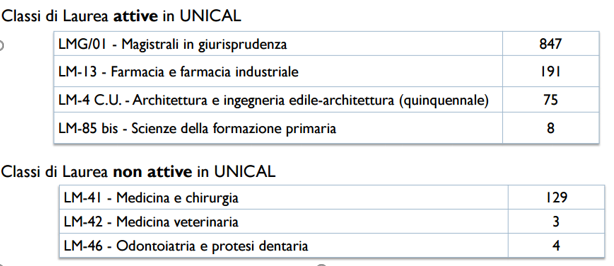 Classi di Laurea attive in UNICAL
LMG/01 - Magistrali in giurisprudenza 847
LM-13 - Farmacia e farmacia industriale 191
LM-4 C.U. - Architettura e ingegneria edile-architettura (quinquennale) 75
LM-85 bis - Scienze della formazione primaria 8
Classi di Laurea non attive in UNICAL
LM-41 - Medicina e chirurgia 129
LM-42 - Medicina veterinaria 3
LM-46 - Odontoiatria e protesi dentaria 4